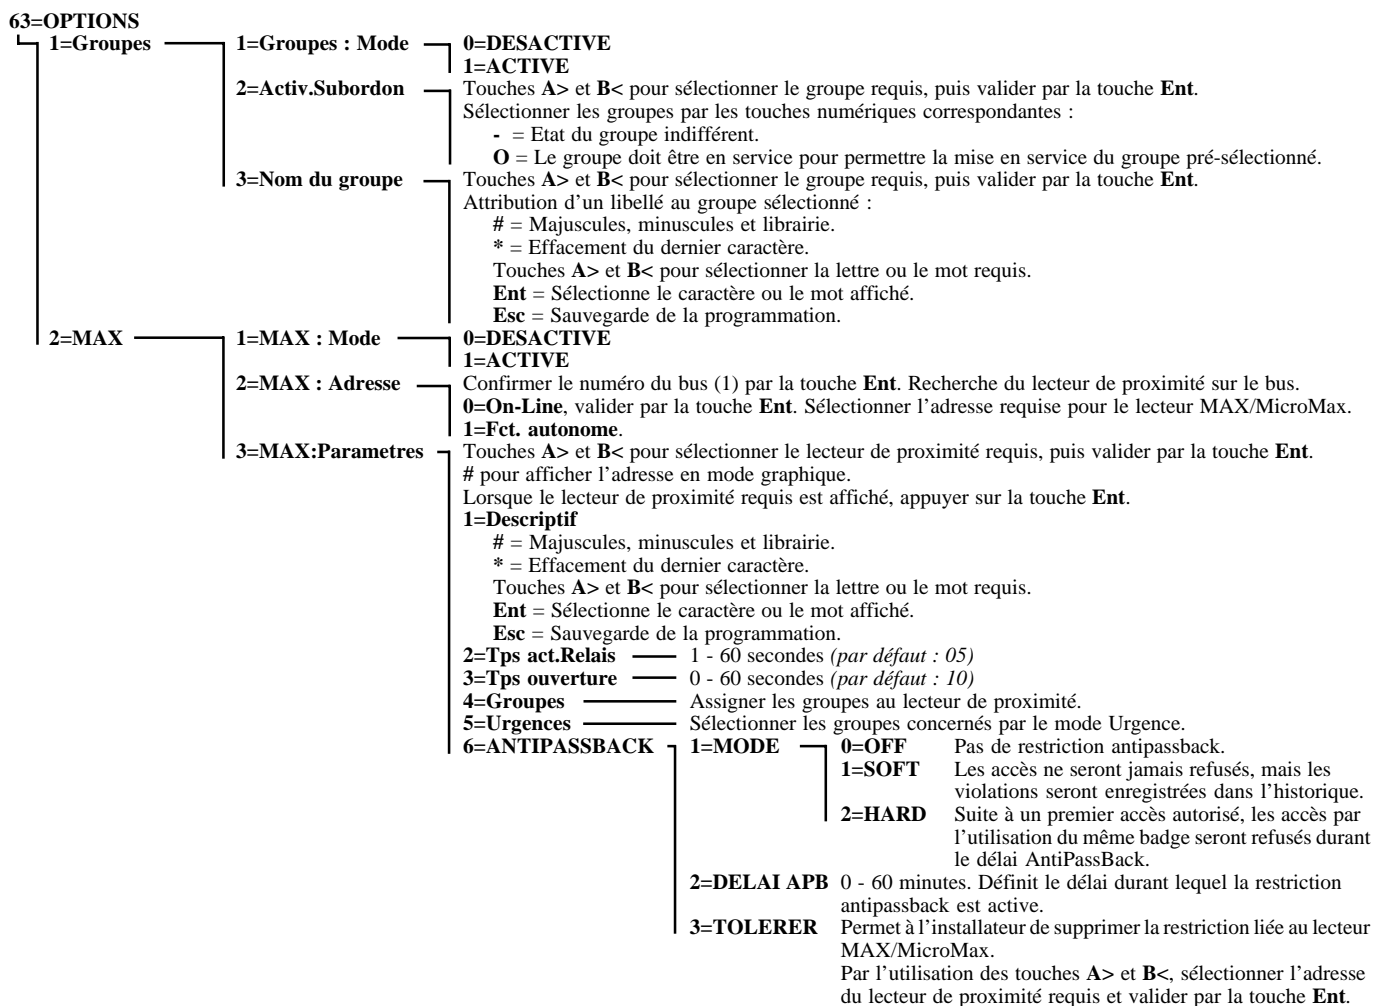 63=OPTIONS
1=Groupes 1=Groupes : Mode 0=DESACTIVE
1=ACTIVE
2=Activ.Subordon Touches A> et B< pour sélectionner le groupe requis, puis valider par la touche Ent.
Sélectionner les groupes par les touches numériques correspondantes :
- = Etat du groupe indifférent.
O = Le groupe doit être en service pour permettre la mise en service du groupe pré-sélectionné.
3=Nom du groupe Touches A> et B< pour sélectionner le groupe requis, puis valider par la touche Ent.
Attribution d'un libellé au groupe sélectionné :
# = Majuscules, minuscules et librairie.
* = Effacement du dernier caractère.
Touches A> et B< pour sélectionner la lettre ou le mot requis.
Ent = Sélectionne le caractère ou le mot affiché.
Esc = Sauvegarde de la programmation.
2=MAX 1=MAX : Mode 0=DESACTIVE
1=ACTIVE
2=MAX : Adresse Confirmer le numéro du bus (1) par la touche Ent. Recherche du lecteur de proximité sur le bus.
0=On-Line, valider par la touche Ent. Sélectionner l'adresse requise pour le lecteur MAX/MicroMax.
1=Fct. autonome.
3=MAX:Parametres Touches A> et B< pour sélectionner le lecteur de proximité requis, puis valider par la touche Ent.
# pour afficher l'adresse en mode graphique.
Lorsque le lecteur de proximité requis est affiché, appuyer sur la touche Ent.
1=Descriptif
# = Majuscules, minuscules et librairie.
* = Effacement du dernier caractère.
Touches A> et B< pour sélectionner la lettre ou le mot requis.
Ent = Sélectionne le caractère ou le mot affiché.
Esc = Sauvegarde de la programmation.
2=Tps act.Relais 1 - 60 secondes (par défaut : 05)
3=Tps ouverture 0 - 60 secondes (par défaut : 10)
4=Groupes Assigner les groupes au lecteur de proximité.
5=Urgences Sélectionner les groupes concernés par le mode Urgence.
6=ANTIPASSBACK 1=MODE 0=OFF Pas de restriction antipassback.
1=SOFT Les accès ne seront jamais refusés, mais les
violations seront enregistrées dans l'historique.
2=HARD Suite à un premier accès autorisé, les accès par
l'utilisation du même badge seront refusés durant
le délai AntiPassBack.
2=DELAI APB 0 - 60 minutes. Définit le délai durant lequel la restriction
antipassback est active.
3=TOLERER Permet à l'installateur de supprimer la restriction liée au lecteur
MAX/MicroMax.
Par l'utilisation des touches A> et B<, sélectionner l'adresse
du lecteur de proximité requis et valider par la touche Ent.